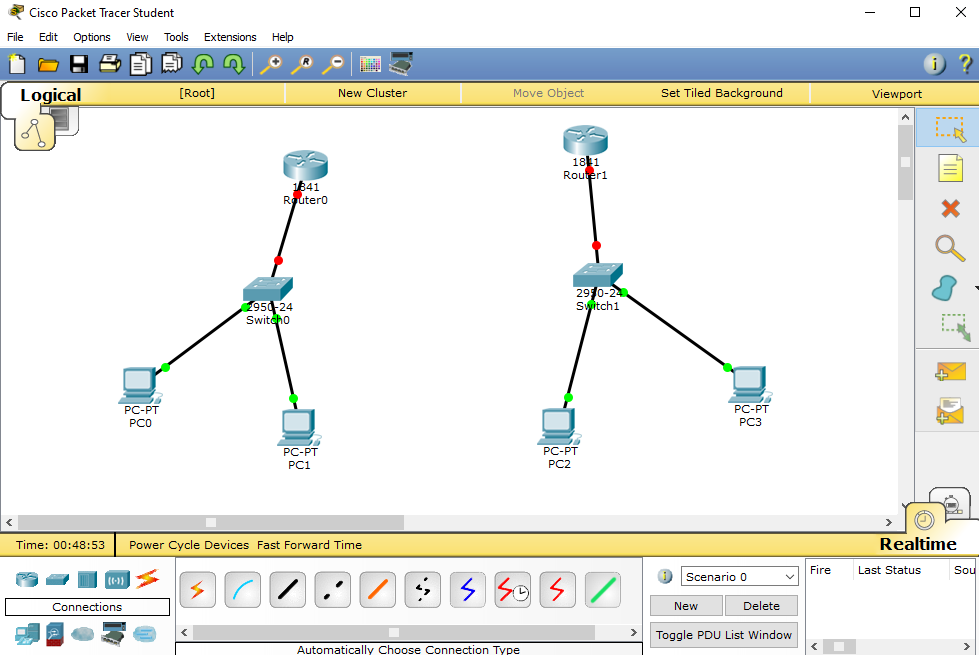 Cisco Packet Tracer Student
File Edit Options View Tools Extensions Help
Logical [Root] New Cluster Move Object Set Tiled Background Viewport
1841
Router0
1841
Router1
2950-24
Switch0
2950-24
Switch1
PC-PT
PC0
PC-PT
PC1
PC-PT
PC2
PC-PT
PC3
Time: 00:48:53 Power Cycle Devices Fast Forward Time Realtime
Connections
Automatically Choose Connection Type
Scenario 0
New Delete
Toggle PDU List Window
Fire Last Status Sou